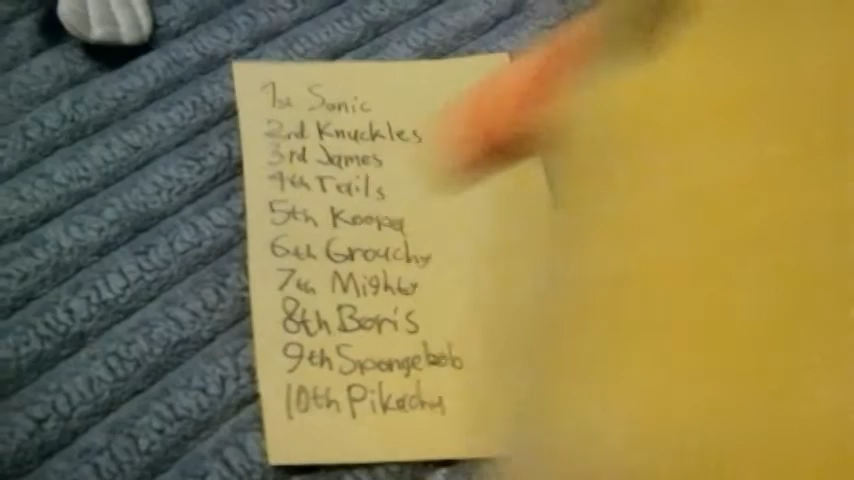 1st Sonic
2rd Knuckles
3rd James
4th Tails
5th Koopa
6th Grouchy
7th Mighty
8th Boris
9th Spongebob
10th Pikachu